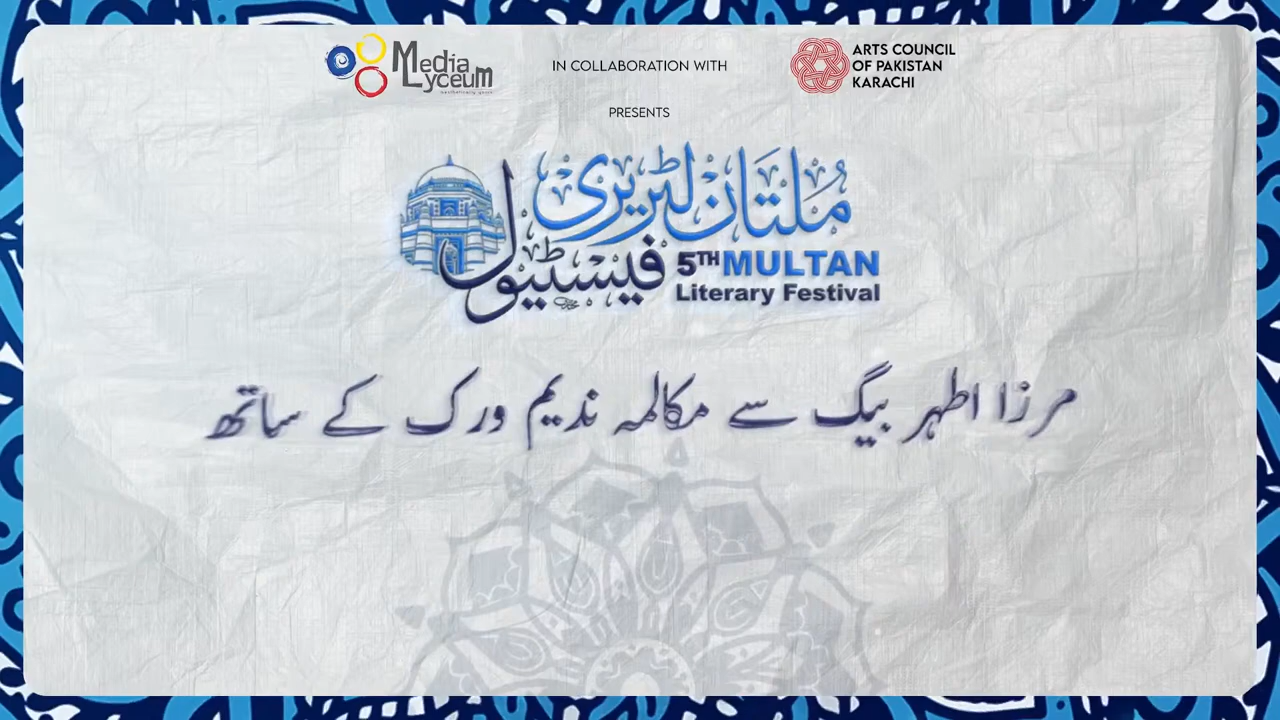 Media Lyceum
IN COLLABORATION WITH
ARTS COUNCIL
OF PAKISTAN
KARACHI
PRESENTS
ملتان لٹریری
فیسٹیول
5TH MULTAN
Literary Festival
مرزا اطہر بیگ سے مکالمہ ندیم ورک کے ساتھ